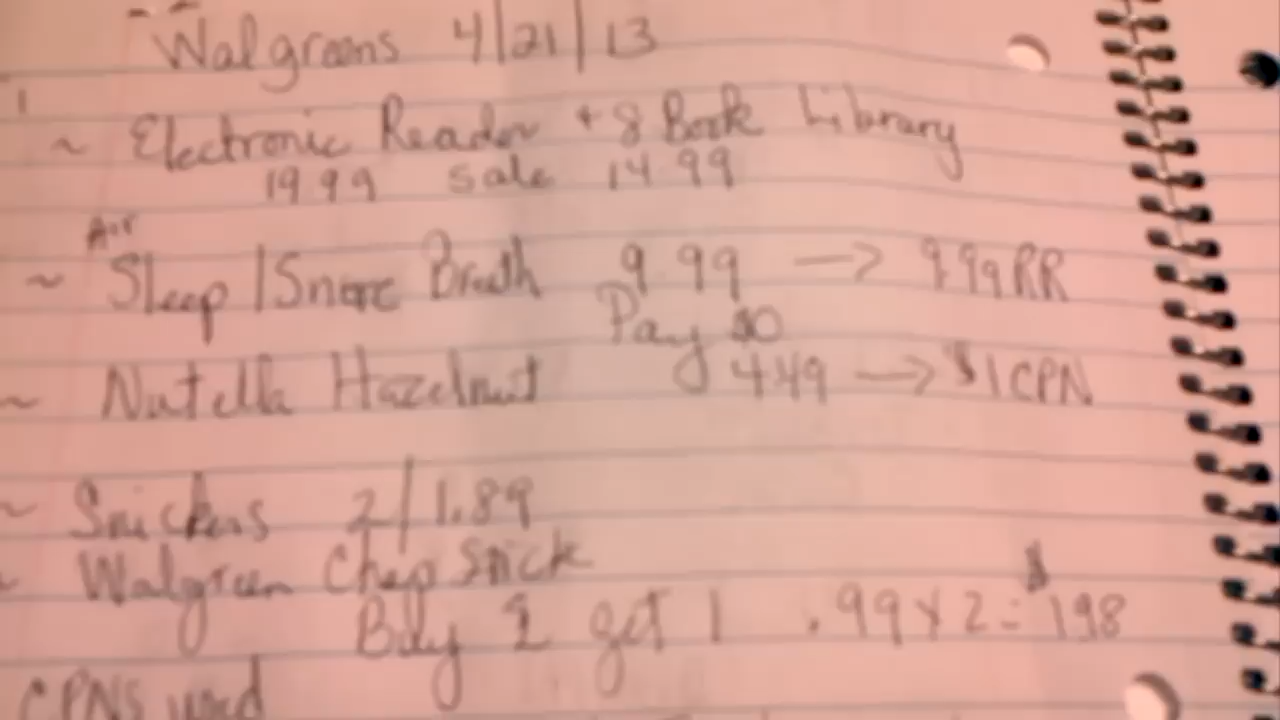 Walgreens 4/21/13
~ Electronic Reader + 8 Book Library
19 99 sale 14 99
Air
~ Sleep/Snore Breath 9 99 -> 9 99 RR
Pay $0
~ Nutella Hazelnut 4 49 -> $1 CPN
~ Snickers 2/1.89
~ Walgreen Chap Stick
Buy 2 get 1 .99 x 2 = $1 98
CPNS used